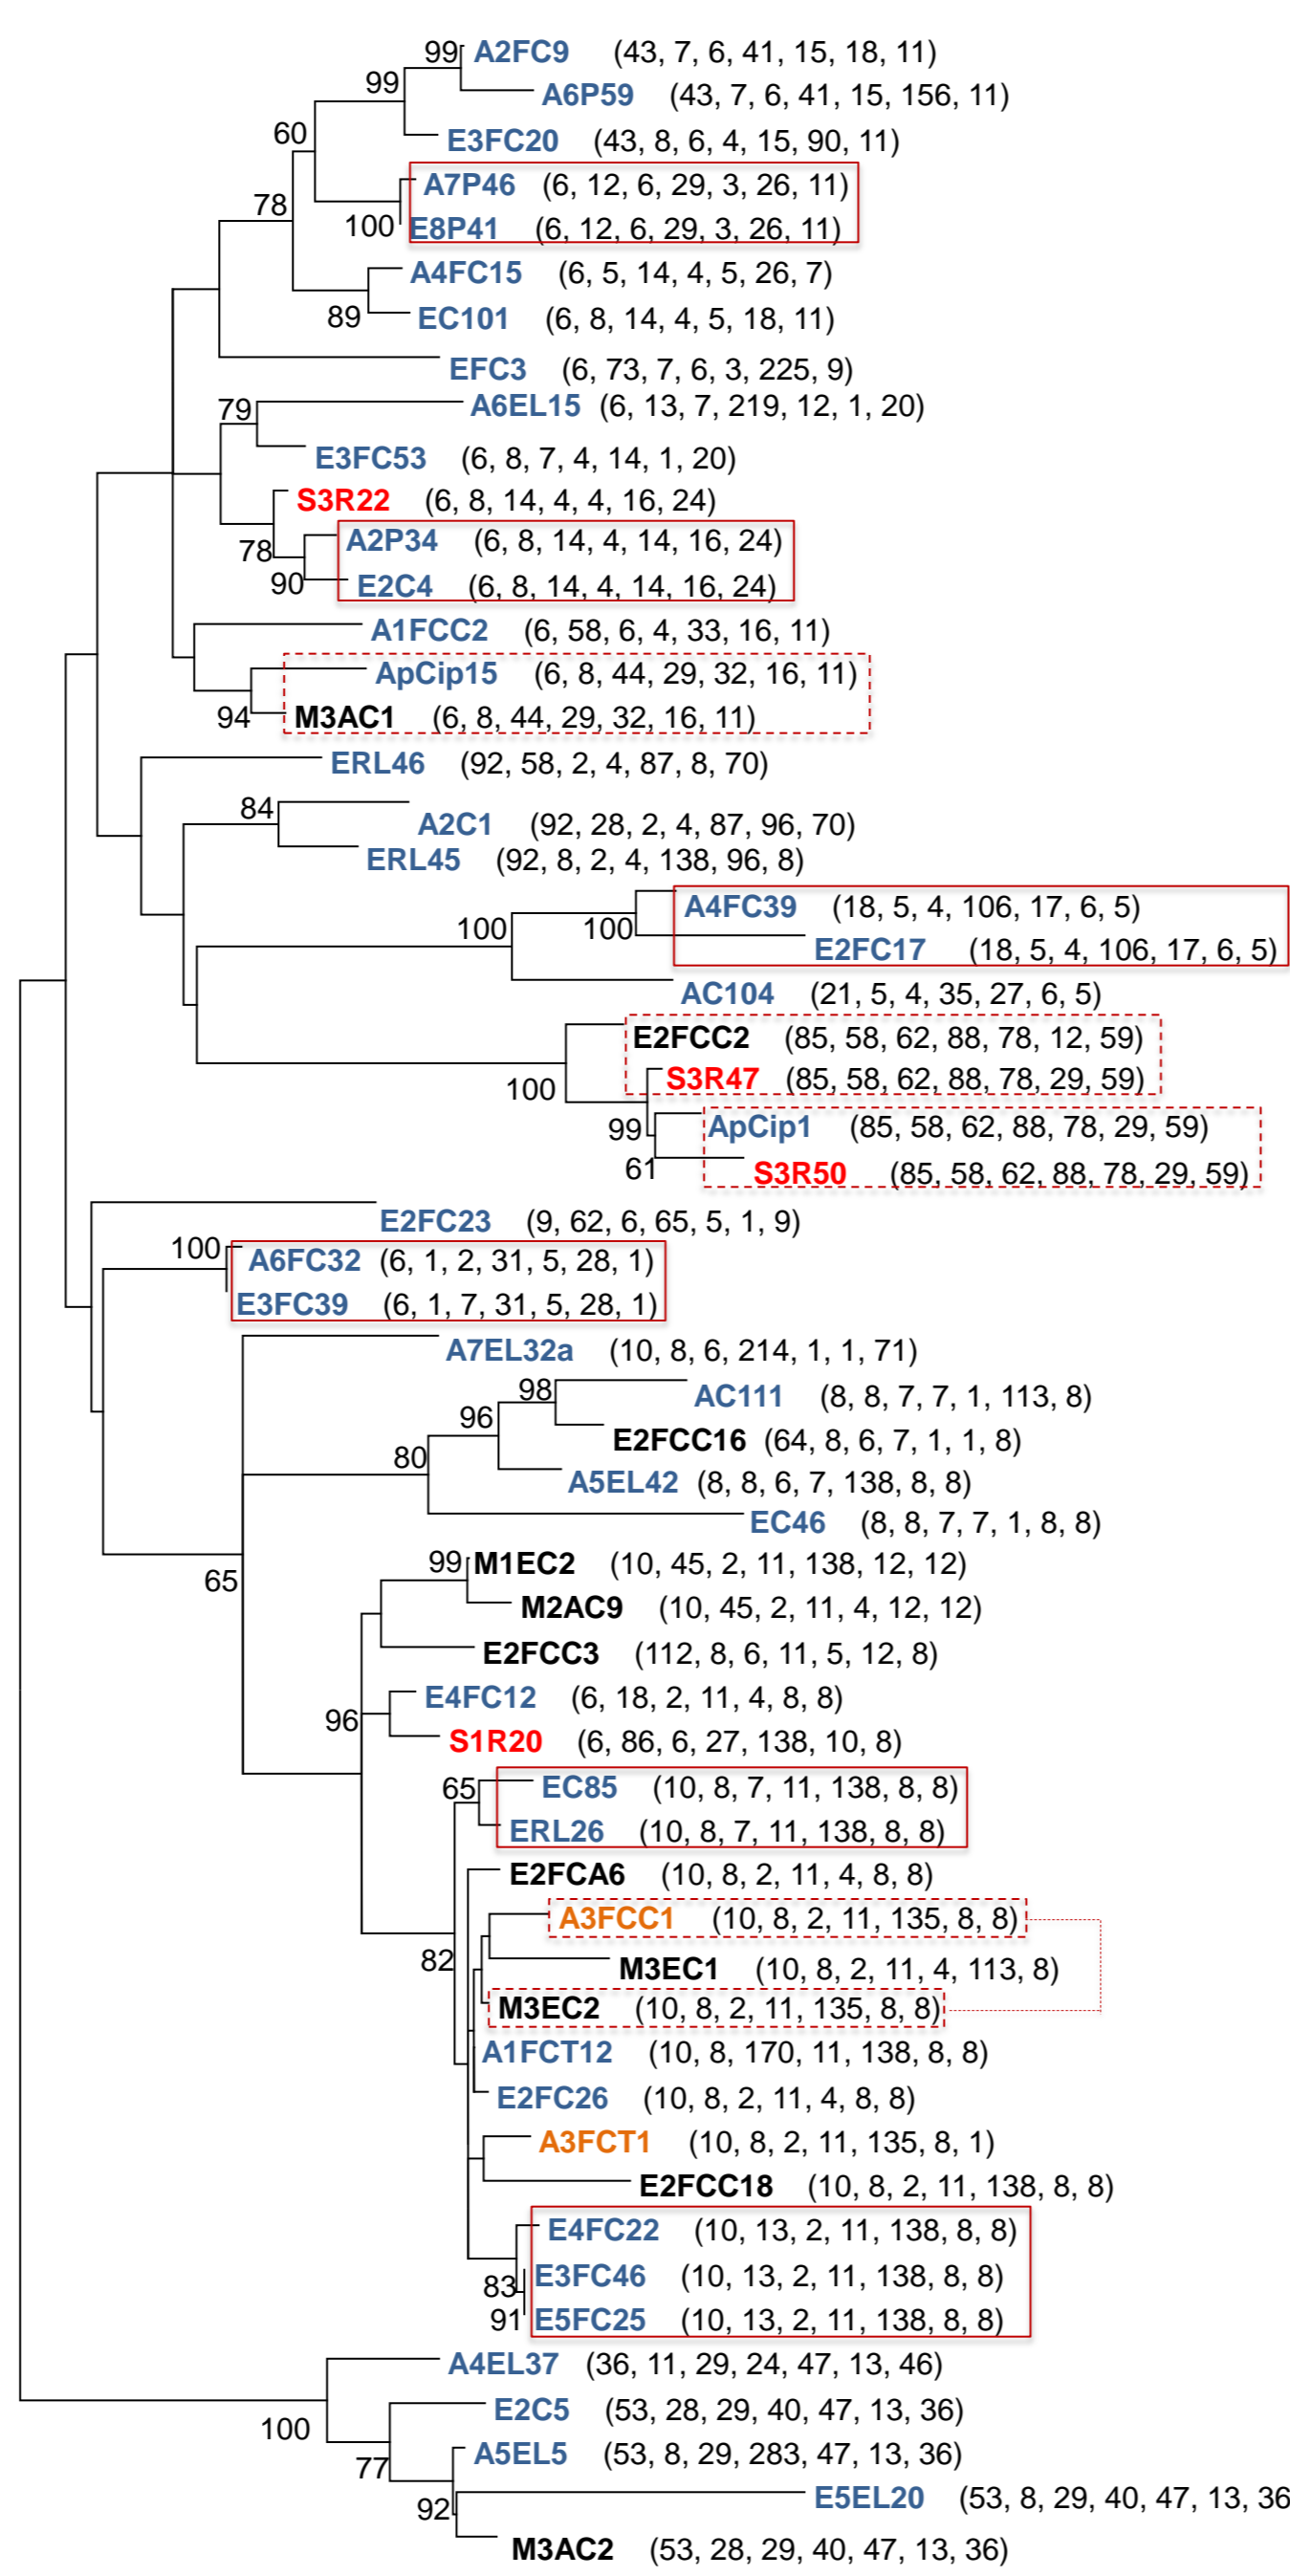 99 A2FC9 (43, 7, 6, 41, 15, 18, 11)
99 A6P59 (43, 7, 6, 41, 15, 156, 11)
60 E3FC20 (43, 8, 6, 4, 15, 90, 11)
A7P46 (6, 12, 6, 29, 3, 26, 11)
78 100 E8P41 (6, 12, 6, 29, 3, 26, 11)
A4FC15 (6, 5, 14, 4, 5, 26, 7)
89 EC101 (6, 8, 14, 4, 5, 18, 11)
EFC3 (6, 73, 7, 6, 3, 225, 9)
79 A6EL15 (6, 13, 7, 219, 12, 1, 20)
E3FC53 (6, 8, 7, 4, 14, 1, 20)
S3R22 (6, 8, 14, 4, 4, 16, 24)
78 A2P34 (6, 8, 14, 4, 14, 16, 24)
90 E2C4 (6, 8, 14, 4, 14, 16, 24)
A1FCC2 (6, 58, 6, 4, 33, 16, 11)
ApCip15 (6, 8, 44, 29, 32, 16, 11)
94 M3AC1 (6, 8, 44, 29, 32, 16, 11)
ERL46 (92, 58, 2, 4, 87, 8, 70)
84 A2C1 (92, 28, 2, 4, 87, 96, 70)
ERL45 (92, 8, 2, 4, 138, 96, 8)
A4FC39 (18, 5, 4, 106, 17, 6, 5)
100 100 E2FC17 (18, 5, 4, 106, 17, 6, 5)
AC104 (21, 5, 4, 35, 27, 6, 5)
E2FCC2 (85, 58, 62, 88, 78, 12, 59)
100 S3R47 (85, 58, 62, 88, 78, 29, 59)
99 ApCip1 (85, 58, 62, 88, 78, 29, 59)
61 S3R50 (85, 58, 62, 88, 78, 29, 59)
E2FC23 (9, 62, 6, 65, 5, 1, 9)
100 A6FC32 (6, 1, 2, 31, 5, 28, 1)
E3FC39 (6, 1, 7, 31, 5, 28, 1)
A7EL32a (10, 8, 6, 214, 1, 1, 71)
98 AC111 (8, 8, 7, 7, 1, 113, 8)
96 E2FCC16 (64, 8, 6, 7, 1, 1, 8)
80 A5EL42 (8, 8, 6, 7, 138, 8, 8)
EC46 (8, 8, 7, 7, 1, 8, 8)
65 99 M1EC2 (10, 45, 2, 11, 138, 12, 12)
M2AC9 (10, 45, 2, 11, 4, 12, 12)
E2FCC3 (112, 8, 6, 11, 5, 12, 8)
E4FC12 (6, 18, 2, 11, 4, 8, 8)
96 S1R20 (6, 86, 6, 27, 138, 10, 8)
65 EC85 (10, 8, 7, 11, 138, 8, 8)
ERL26 (10, 8, 7, 11, 138, 8, 8)
E2FCA6 (10, 8, 2, 11, 4, 8, 8)
A3FCC1 (10, 8, 2, 11, 135, 8, 8)
82 M3EC1 (10, 8, 2, 11, 4, 113, 8)
M3EC2 (10, 8, 2, 11, 135, 8, 8)
A1FCT12 (10, 8, 170, 11, 138, 8, 8)
E2FC26 (10, 8, 2, 11, 4, 8, 8)
A3FCT1 (10, 8, 2, 11, 135, 8, 1)
E2FCC18 (10, 8, 2, 11, 138, 8, 8)
E4FC22 (10, 13, 2, 11, 138, 8, 8)
83 E3FC46 (10, 13, 2, 11, 138, 8, 8)
91 E5FC25 (10, 13, 2, 11, 138, 8, 8)
A4EL37 (36, 11, 29, 24, 47, 13, 46)
100 E2C5 (53, 28, 29, 40, 47, 13, 36)
77 A5EL5 (53, 8, 29, 283, 47, 13, 36)
92 E5EL20 (53, 8, 29, 40, 47, 13, 36
M3AC2 (53, 28, 29, 40, 47, 13, 36)